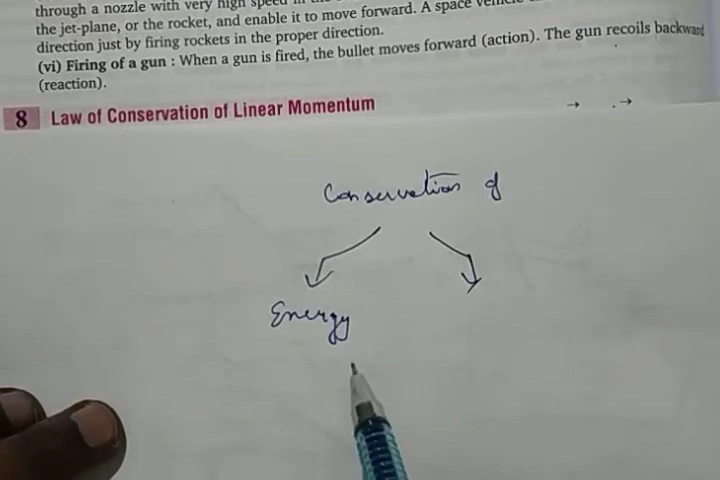 through a nozzle with very high speed in
the jet-plane, or the rocket, and enable it to move forward. A space vehicle
direction just by firing rockets in the proper direction.
(vi) Firing of a gun : When a gun is fired, the bullet moves forward (action). The gun recoils backward
(reaction).
8 Law of Conservation of Linear Momentum
Conservation of
Energy